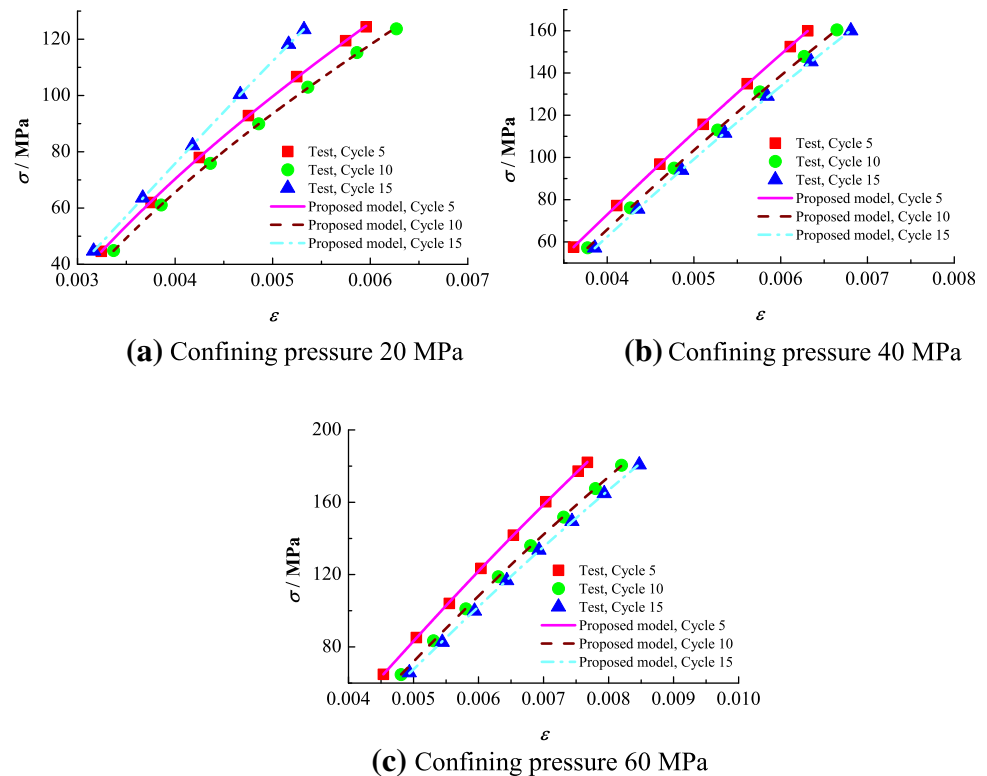 σ / MPa
120
100
80
60
40
0.003
0.004
0.005
0.006
0.007
ε
Test, Cycle 5
Test, Cycle 10
Test, Cycle 15
Proposed model, Cycle 5
Proposed model, Cycle 10
Proposed model, Cycle 15
(a) Confining pressure 20 MPa
σ / MPa
160
140
120
100
80
60
0.004
0.005
0.006
0.007
0.008
ε
Test, Cycle 5
Test, Cycle 10
Test, Cycle 15
Proposed model, Cycle 5
Proposed model, Cycle 10
Proposed model, Cycle 15
(b) Confining pressure 40 MPa
σ / MPa
200
160
120
80
0.004
0.005
0.006
0.007
0.008
0.009
0.010
ε
Test, Cycle 5
Test, Cycle 10
Test, Cycle 15
Proposed model, Cycle 5
Proposed model, Cycle 10
Proposed model, Cycle 15
(c) Confining pressure 60 MPa